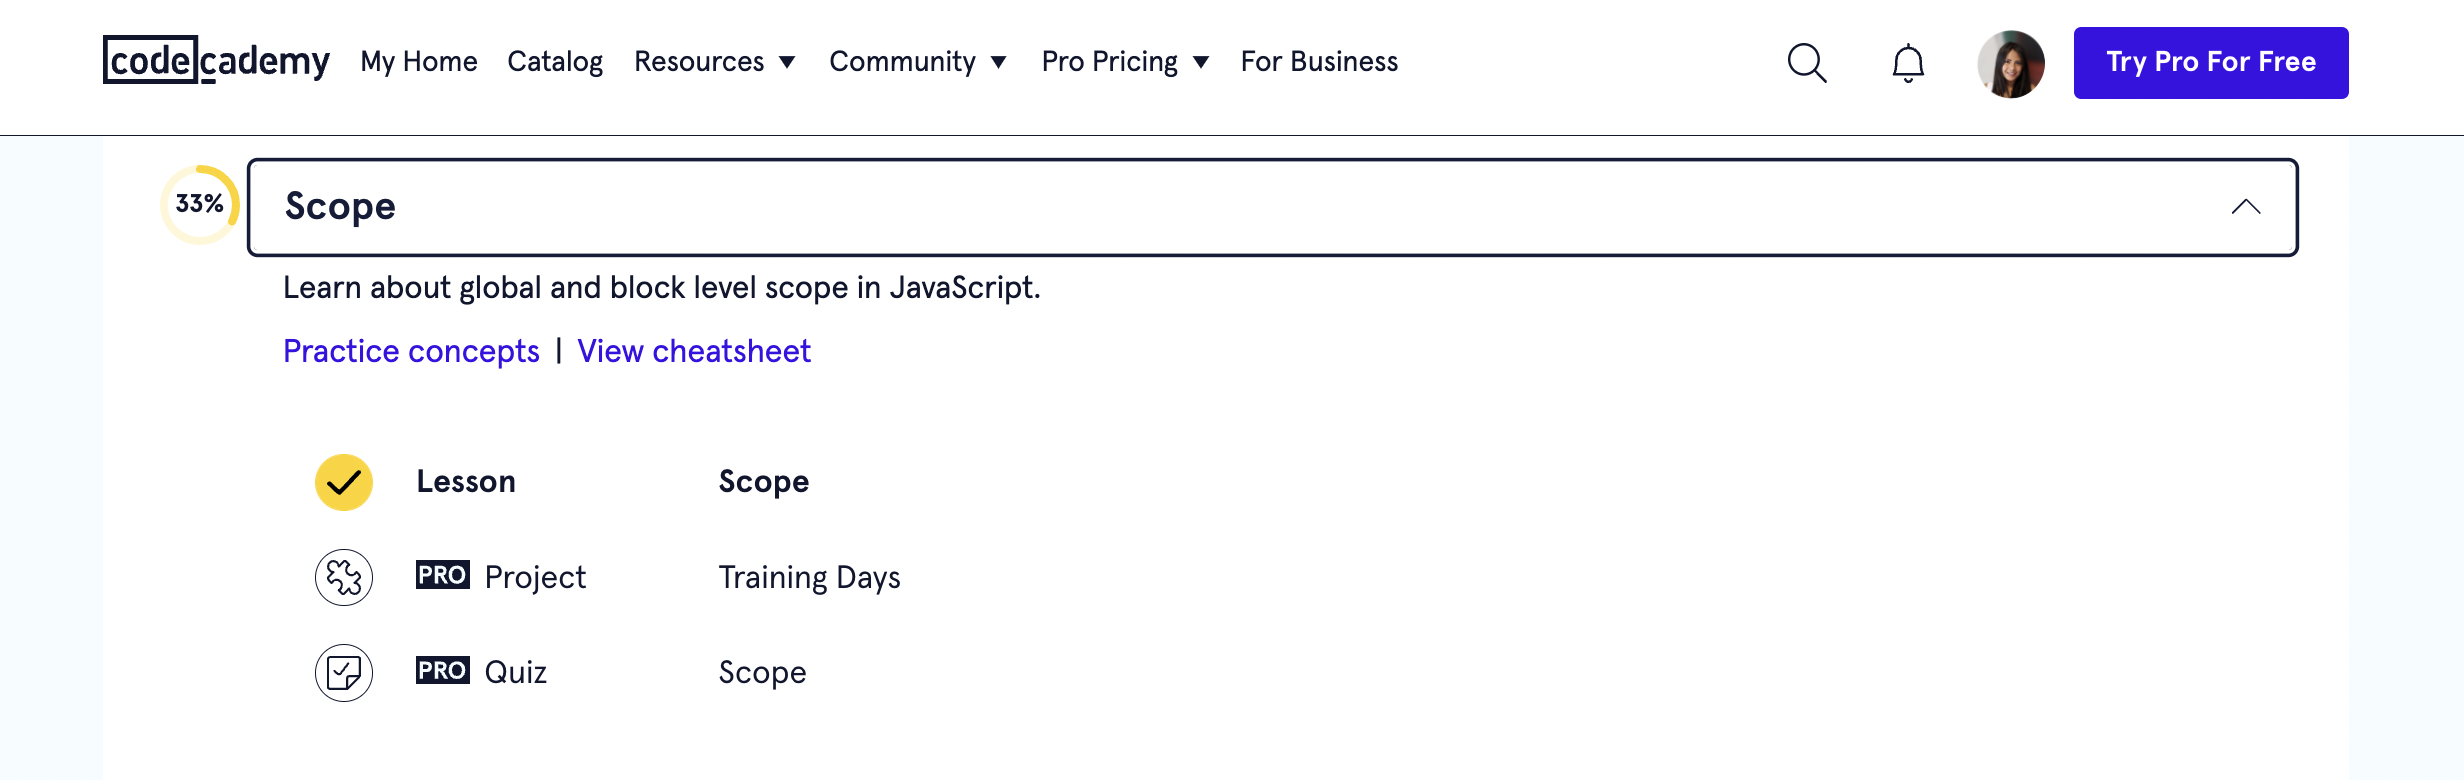 codecademy My Home Catalog Resources Community Pro Pricing For Business Try Pro For Free
33% Scope
Learn about global and block level scope in JavaScript.
Practice concepts | View cheatsheet
Lesson Scope
PRO Project Training Days
PRO Quiz Scope